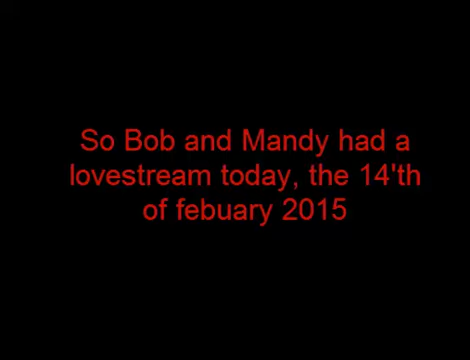 So Bob and Mandy had a
lovestream today, the 14'th
of febuary 2015